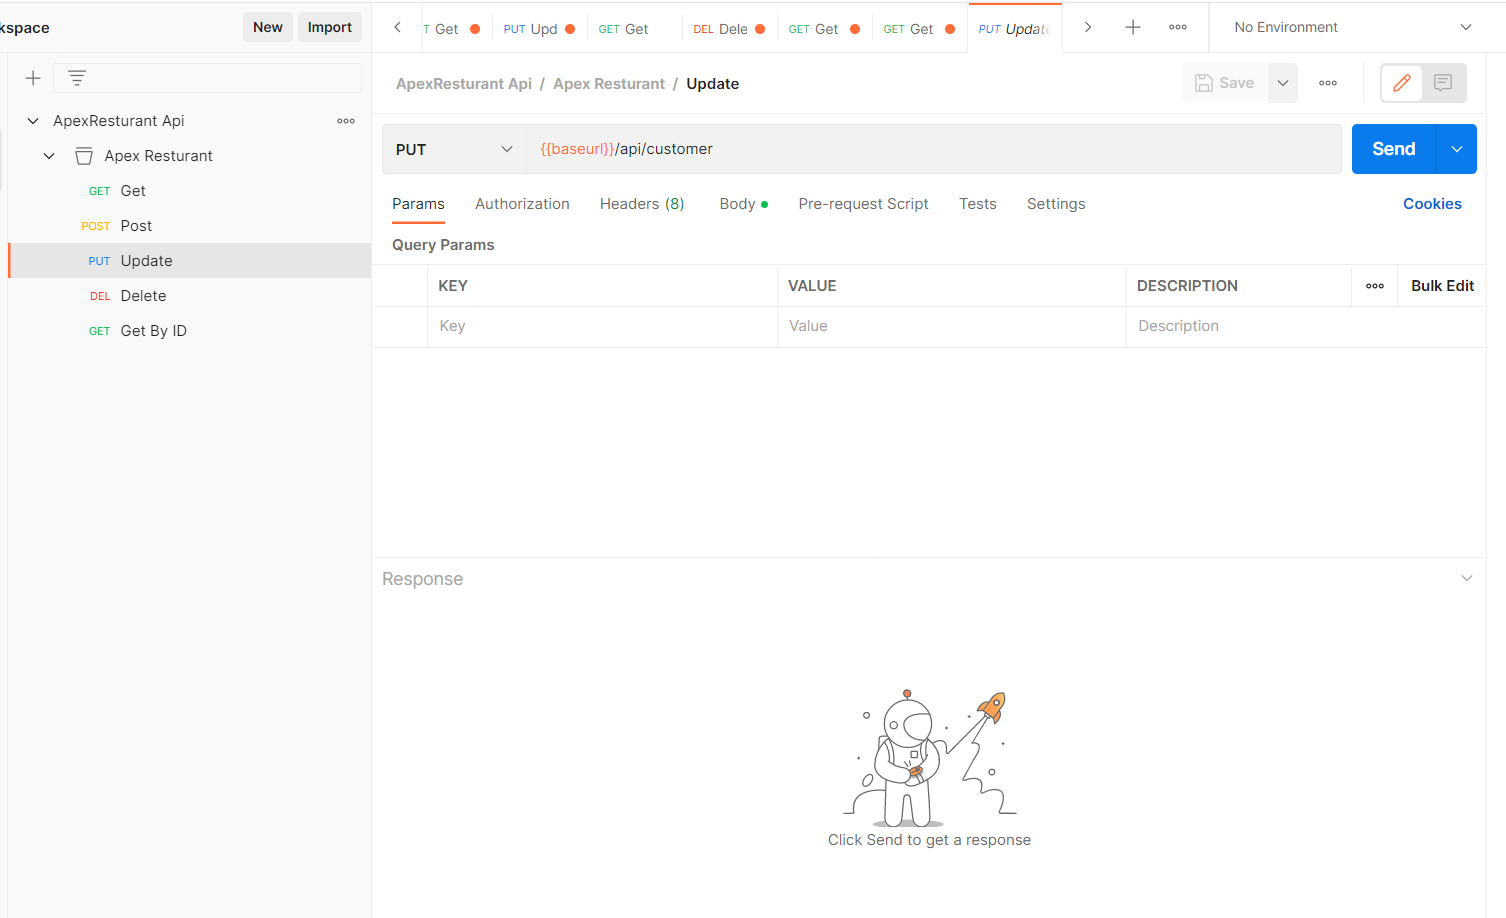 kspace New Import
T Get PUT Upd GET Get DEL Dele GET Get GET Get PUT Update No Environment
ApexResturant Api / Apex Resturant / Update Save
ApexResturant Api
Apex Resturant
GET Get
POST Post
PUT Update
DEL Delete
GET Get By ID
PUT {{baseurl}}/api/customer Send
Params Authorization Headers (8) Body Pre-request Script Tests Settings Cookies
Query Params
KEY VALUE DESCRIPTION Bulk Edit
Key Value Description
Response
Click Send to get a response